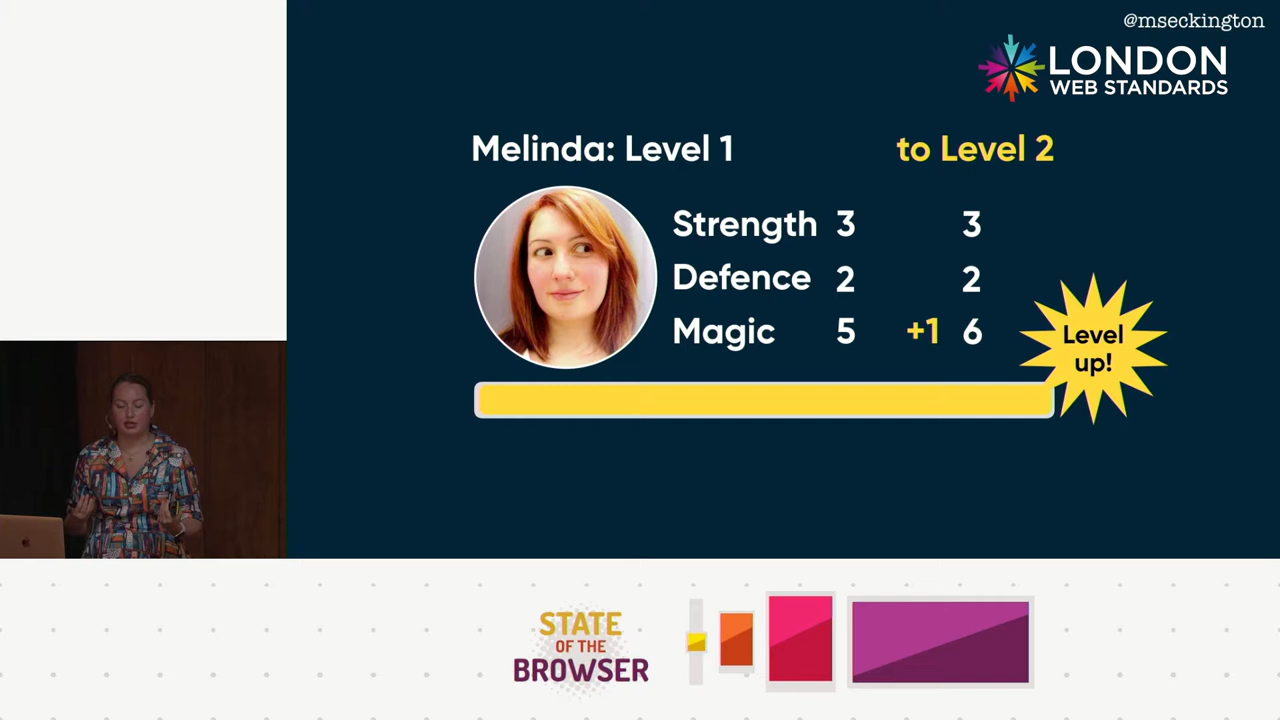 @mseckington
LONDON
WEB STANDARDS
Melinda: Level 1 to Level 2
Strength 3 3
Defence 2 2
Magic 5 +1 6
Level
up!
STATE
OF THE
BROWSER